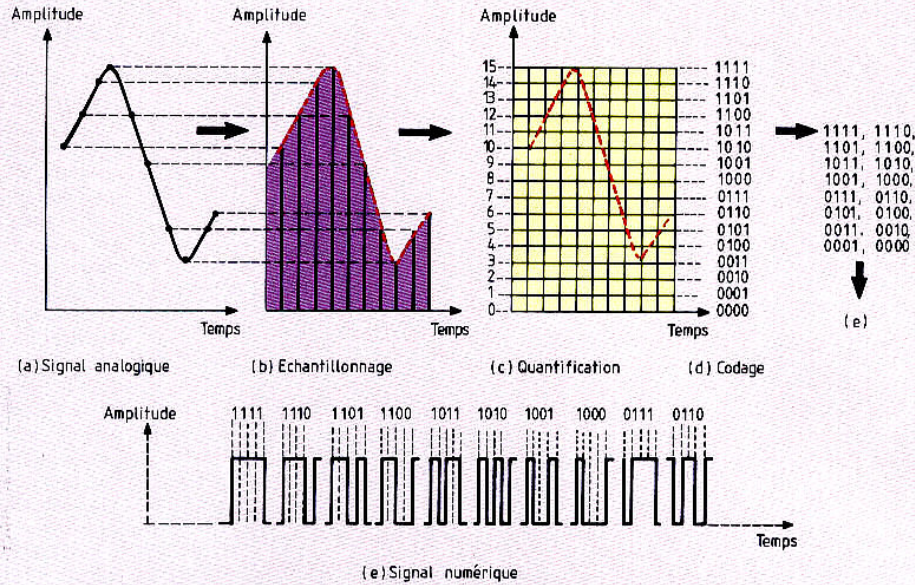 Amplitude
Temps
(a) Signal analogique
Amplitude
Temps
(b) Echantillonnage
Amplitude
15
14
13
12
11
10
9
8
7
6
5
4
3
2
1
0
Temps
(c) Quantification
1111
1110
1101
1100
1011
1010
1001
1000
0111
0110
0101
0100
0011
0010
0001
0000
(d) Codage
1111, 1110,
1101, 1100,
1011, 1010,
1001, 1000,
0111, 0110,
0101, 0100,
0011, 0010,
0001, 0000
(e)
Amplitude
1111 1110 1101 1100 1011 1010 1001 1000 0111 0110
Temps
(e) Signal numérique